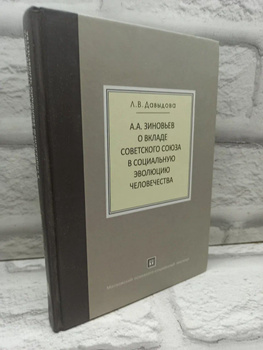 Л.В.Давыдова
А.А. ЗИНОВЬЕВ
О ВКЛАДЕ
СОВЕТСКОГО СОЮЗА
В СОЦИАЛЬНУЮ
ЭВОЛЮЦИЮ
ЧЕЛОВЕЧЕСТВА